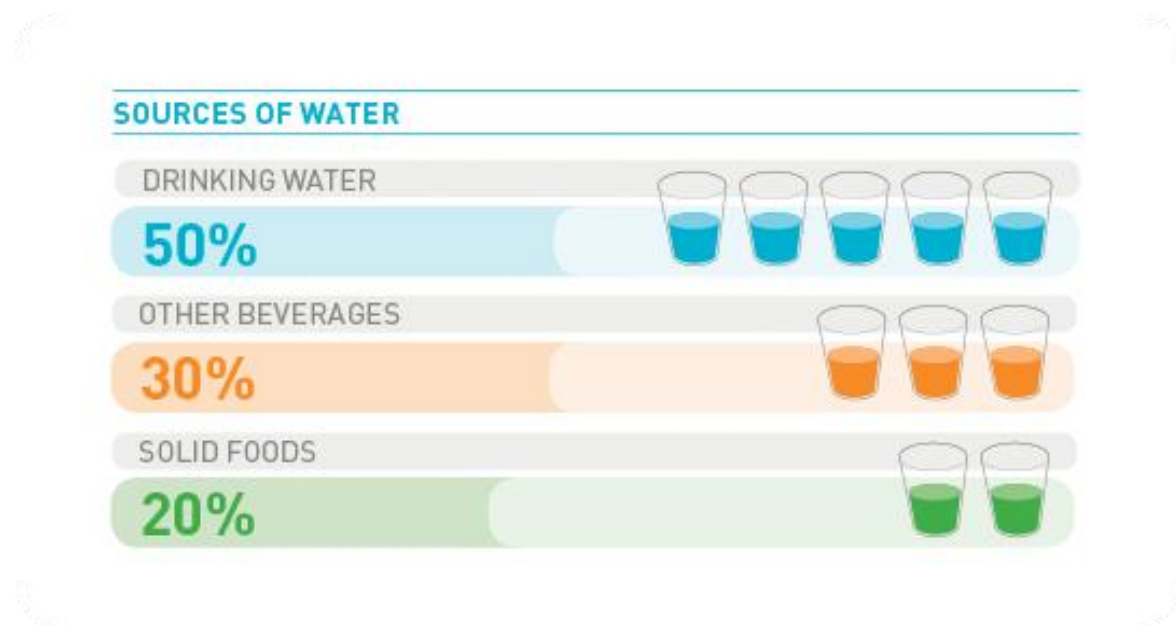 SOURCES OF WATER
DRINKING WATER
50%
OTHER BEVERAGES
30%
SOLID FOODS
20%